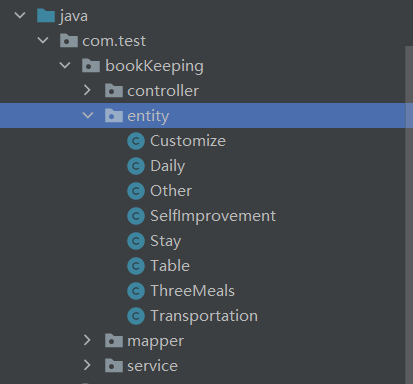 java
com.test
bookKeeping
controller
entity
Customize
Daily
Other
SelfImprovement
Stay
Table
ThreeMeals
Transportation
mapper
service